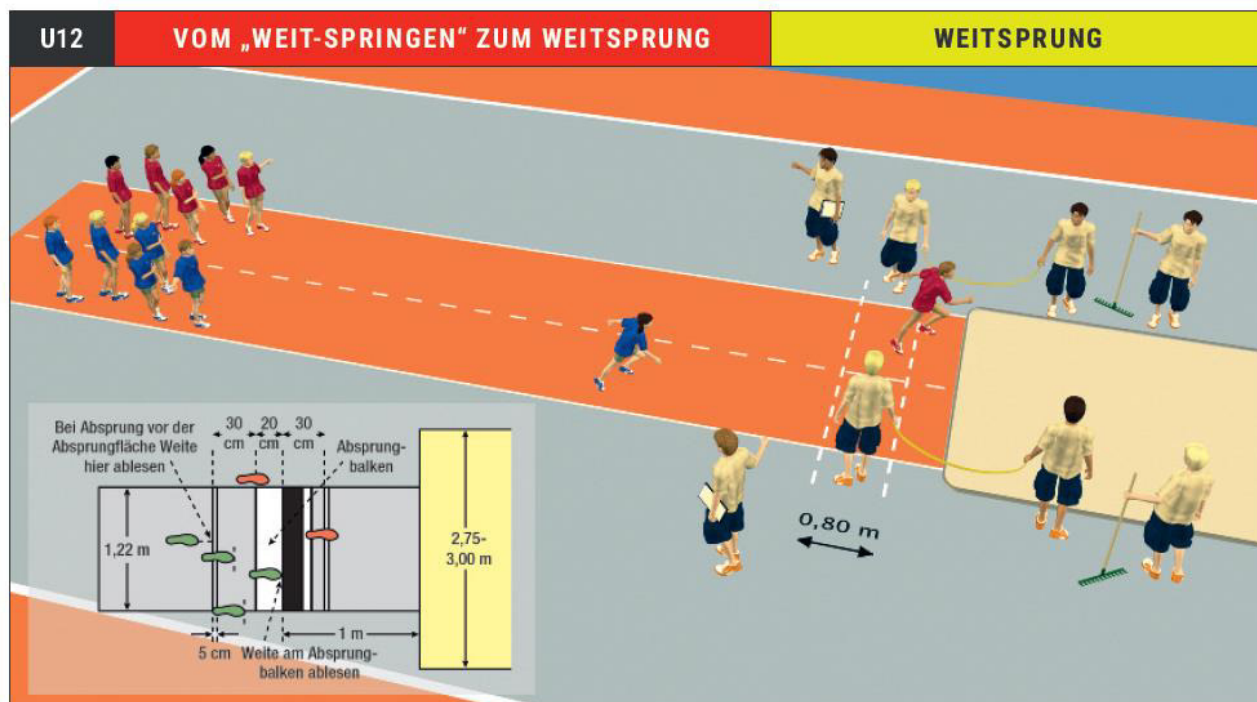 U12
VOM „WEIT-SPRINGEN“ ZUM WEITSPRUNG
WEITSPRUNG
0,80 m
Bei Absprung vor der
Absprungfläche Weite
hier ablesen
30
cm
20
cm
30
cm
Absprung-
balken
1,22 m
2,75-
3,00 m
1 m
5 cm
Weite am Absprung-
balken ablesen